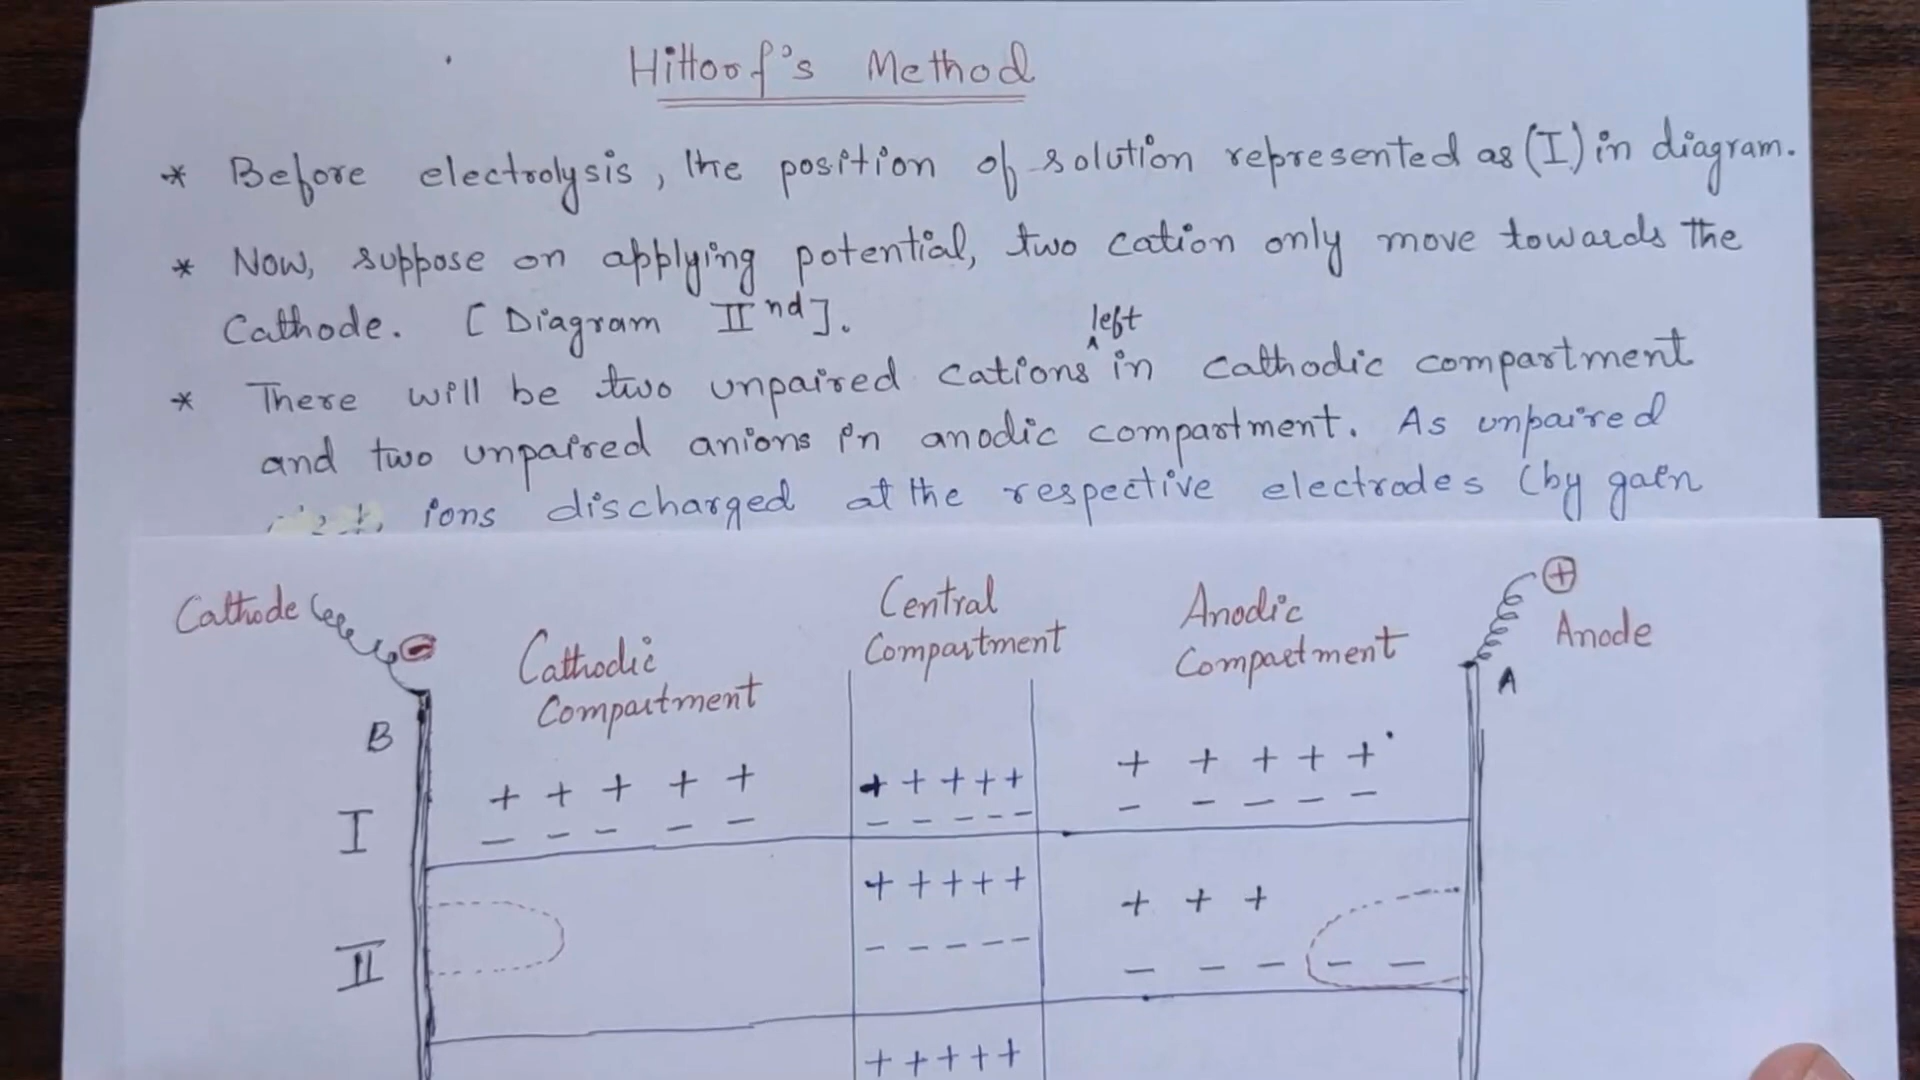 Hittorf's Method
* Before electrolysis, the position of solution represented as (I) in diagram.
* Now, suppose on applying potential, two cation only move towards the
Cathode. [Diagram IInd].
left
* There will be two unpaired cations ^ in cathodic compartment
and two unpaired anions in anodic compartment. As unpaired
ions discharged at the respective electrodes (by gain
Cathode
-
Cathodic
Compartment
Central
Compartment
Anodic
Compartment
+
Anode
B
A
I
+ + + + +
- - - - -
+ + + + +
- - - - -
+ + + + +
- - - - -
II
+ + + + +
- - - - -
+ + +
- - - - -
+ + + + +